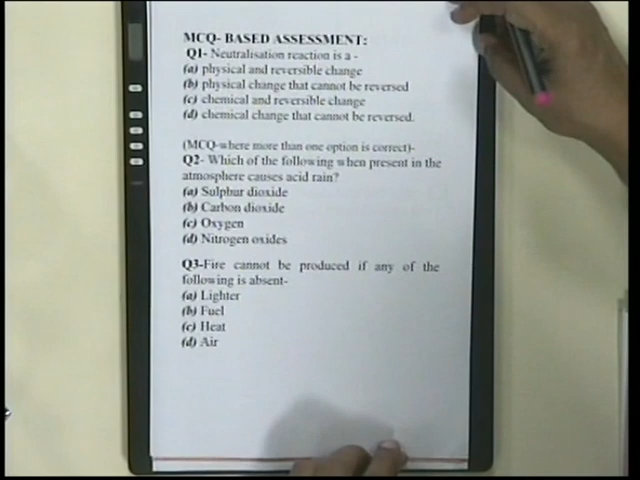 MCQ- BASED ASSESSMENT:
Q1- Neutralisation reaction is a -
(a) physical and reversible change
(b) physical change that cannot be reversed
(c) chemical and reversible change
(d) chemical change that cannot be reversed.
(MCQ-where more than one option is correct)-
Q2- Which of the following when present in the
atmosphere causes acid rain?
(a) Sulphur dioxide
(b) Carbon dioxide
(c) Oxygen
(d) Nitrogen oxides
Q3-Fire cannot be produced if any of the
following is absent-
(a) Lighter
(b) Fuel
(c) Heat
(d) Air